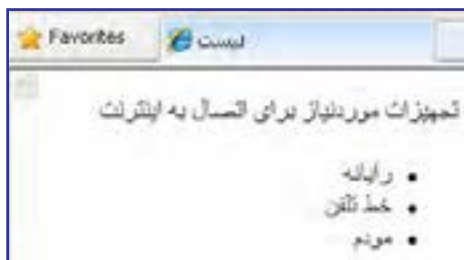 Favorites
لیست
تجهیزات موردنیاز برای اتصال به اینترنت
• رایانه
• خط تلفن
• مودم